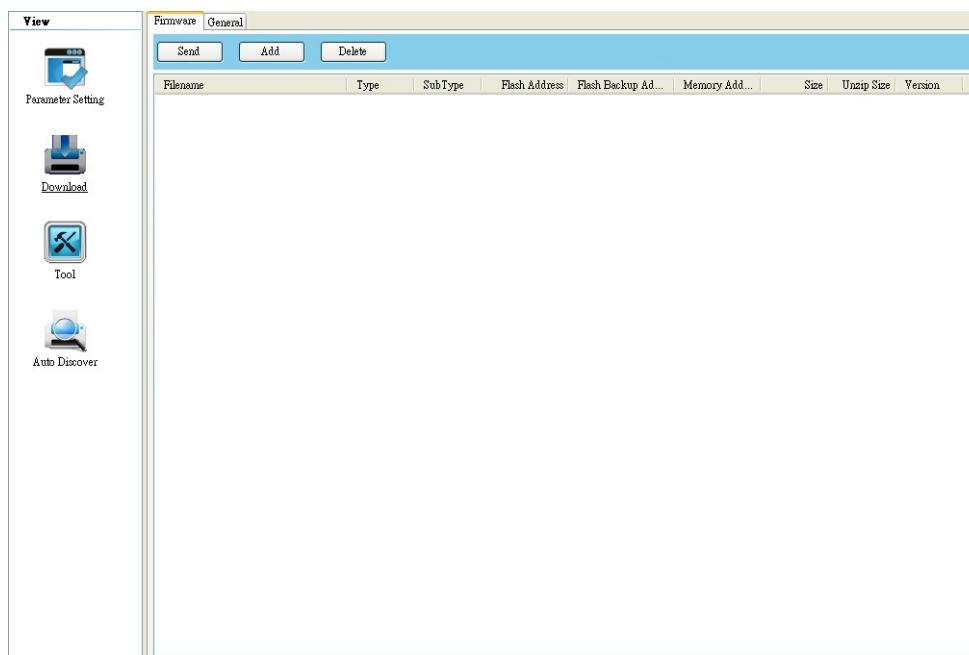 View
Parameter Setting
Download
Tool
Auto Discover
Firmware General
Send Add Delete
Filename Type SubType Flash Address Flash Backup Ad... Memory Add... Size Unzip Size Version